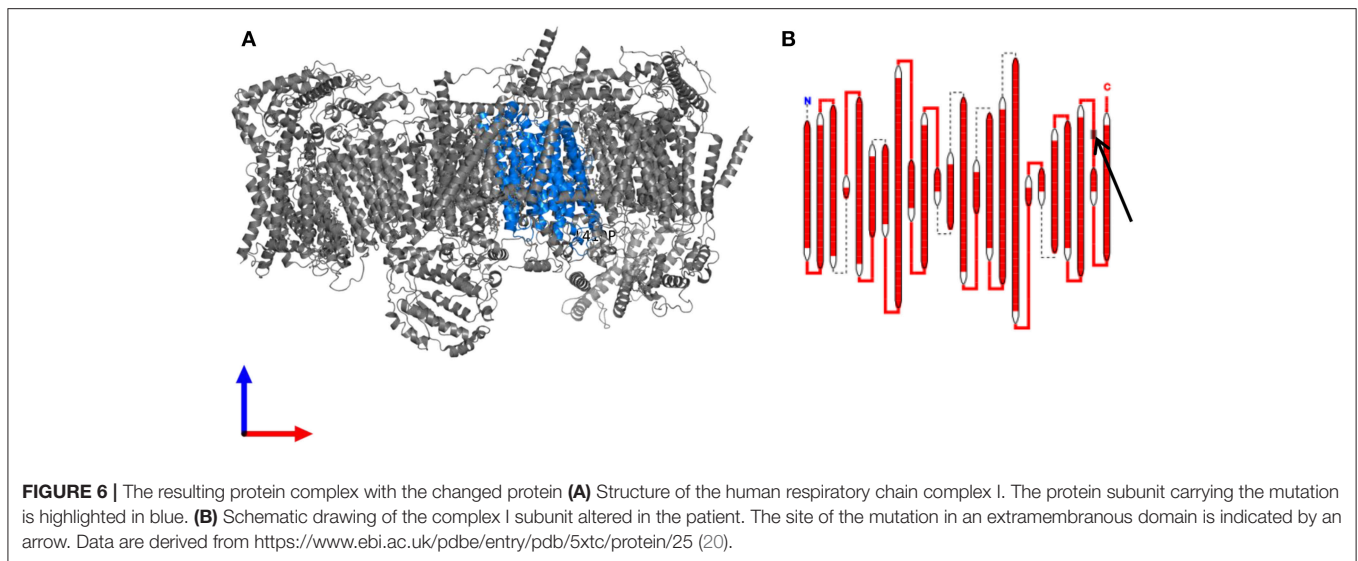 A
B
N
C
FIGURE 6 | The resulting protein complex with the changed protein (A) Structure of the human respiratory chain complex I. The protein subunit carrying the mutation
is highlighted in blue. (B) Schematic drawing of the complex I subunit altered in the patient. The site of the mutation in an extramembranous domain is indicated by an
arrow. Data are derived from https://www.ebi.ac.uk/pdbe/entry/pdb/5xtc/protein/25 (20).